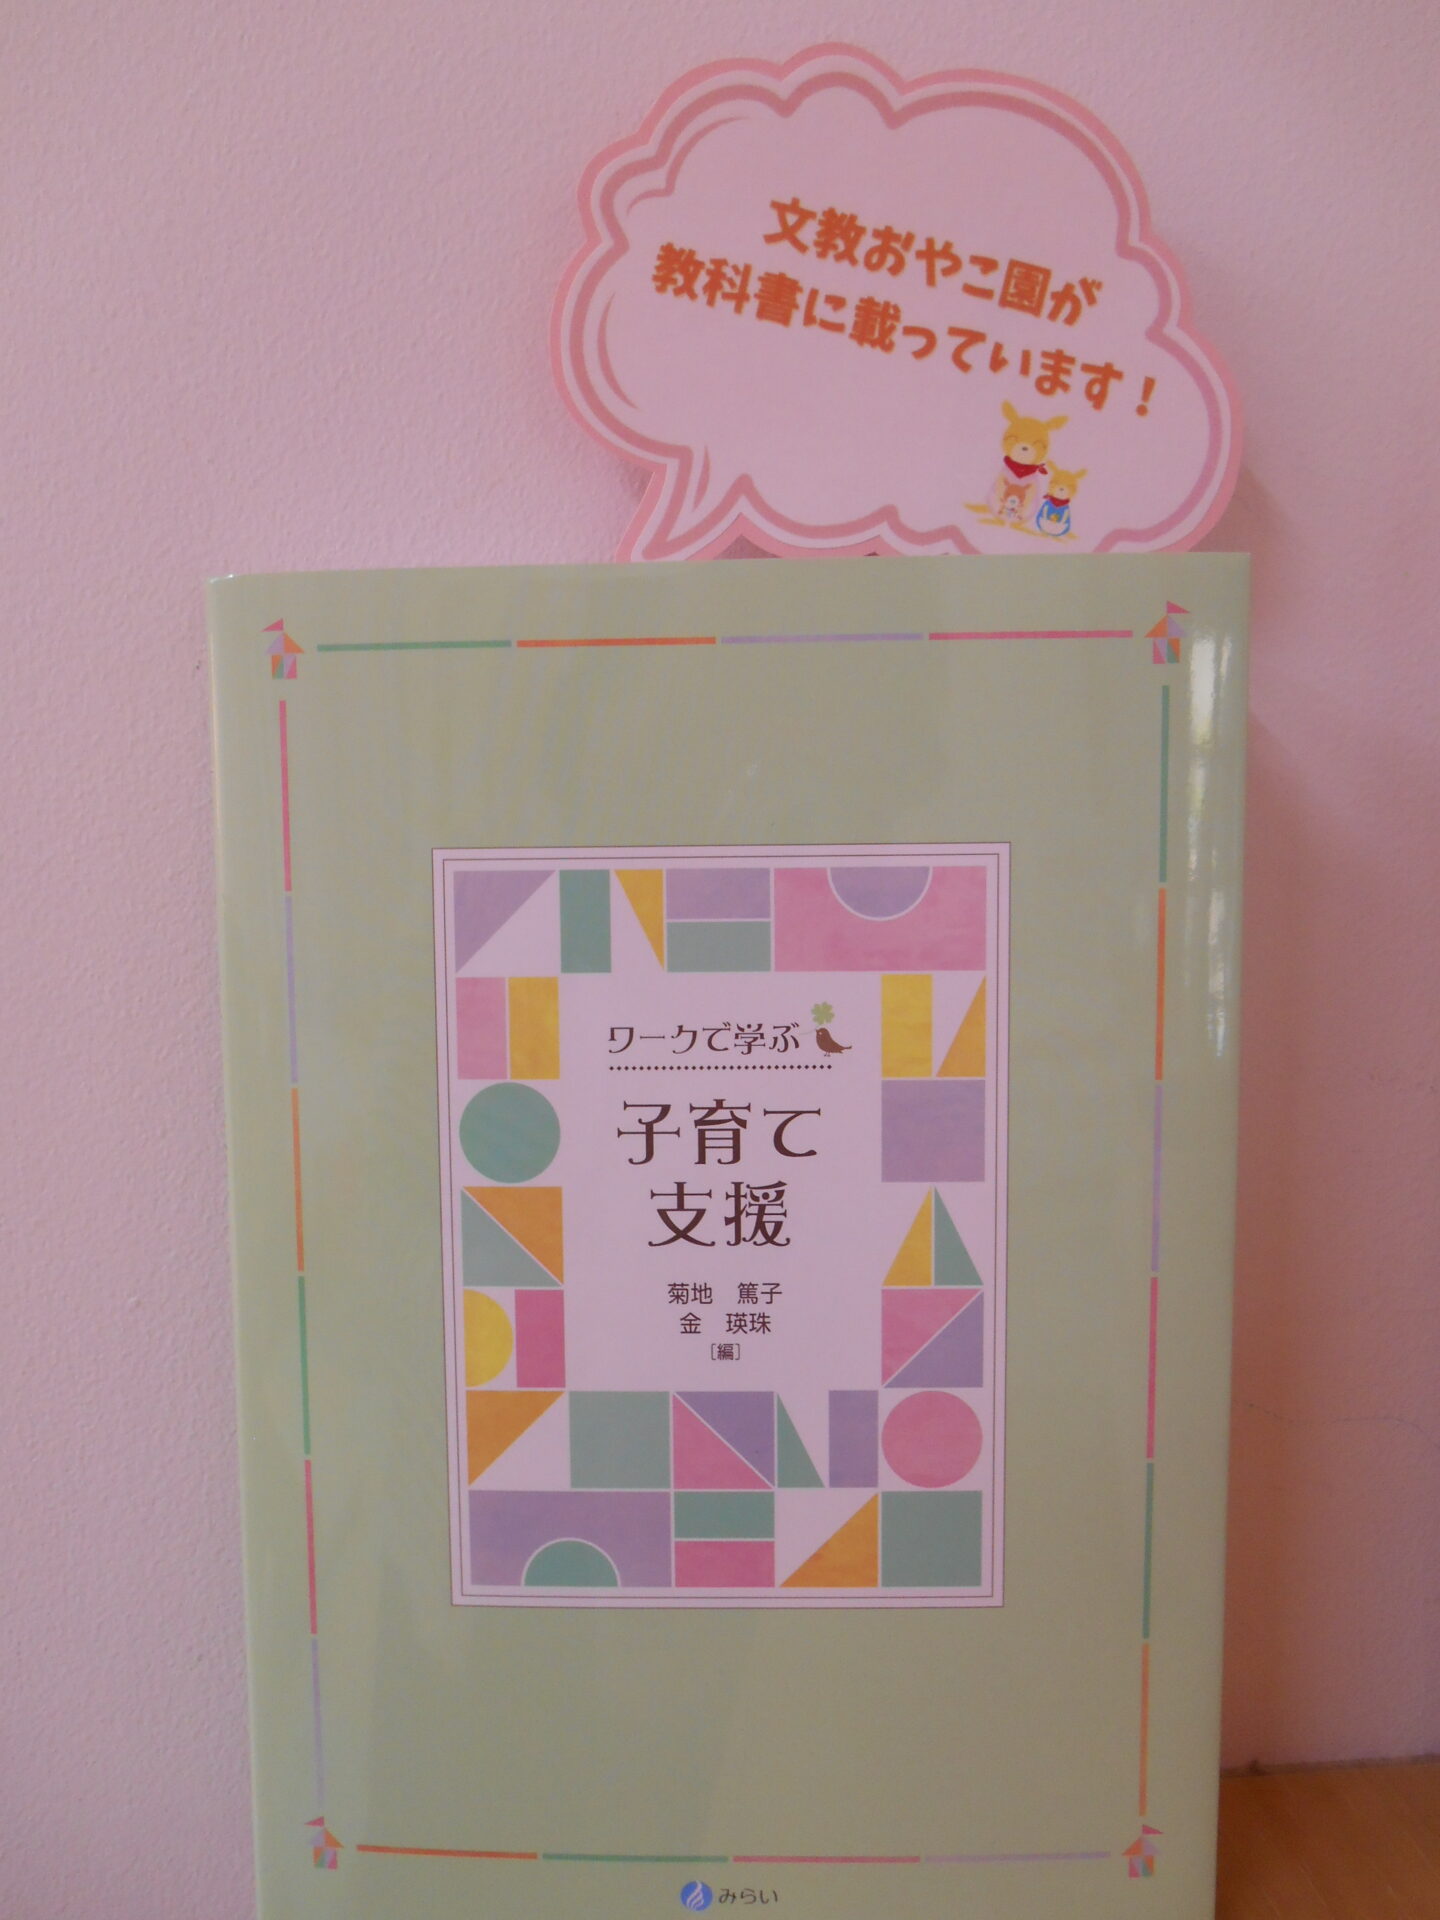 文教おやこ園が
教科書に載っています！
ワークで学ぶ
子育て
支援
菊地　篤子
金　瑛珠
［編］
みらい